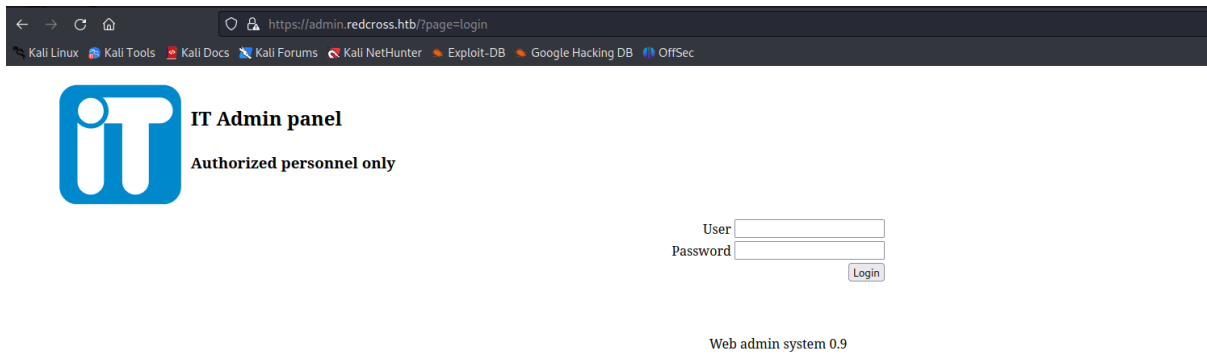 https://admin.redcross.htb/?page=login
Kali Linux Kali Tools Kali Docs Kali Forums Kali NetHunter Exploit-DB Google Hacking DB OffSec
iT
IT Admin panel
Authorized personnel only
User
Password
Login
Web admin system 0.9